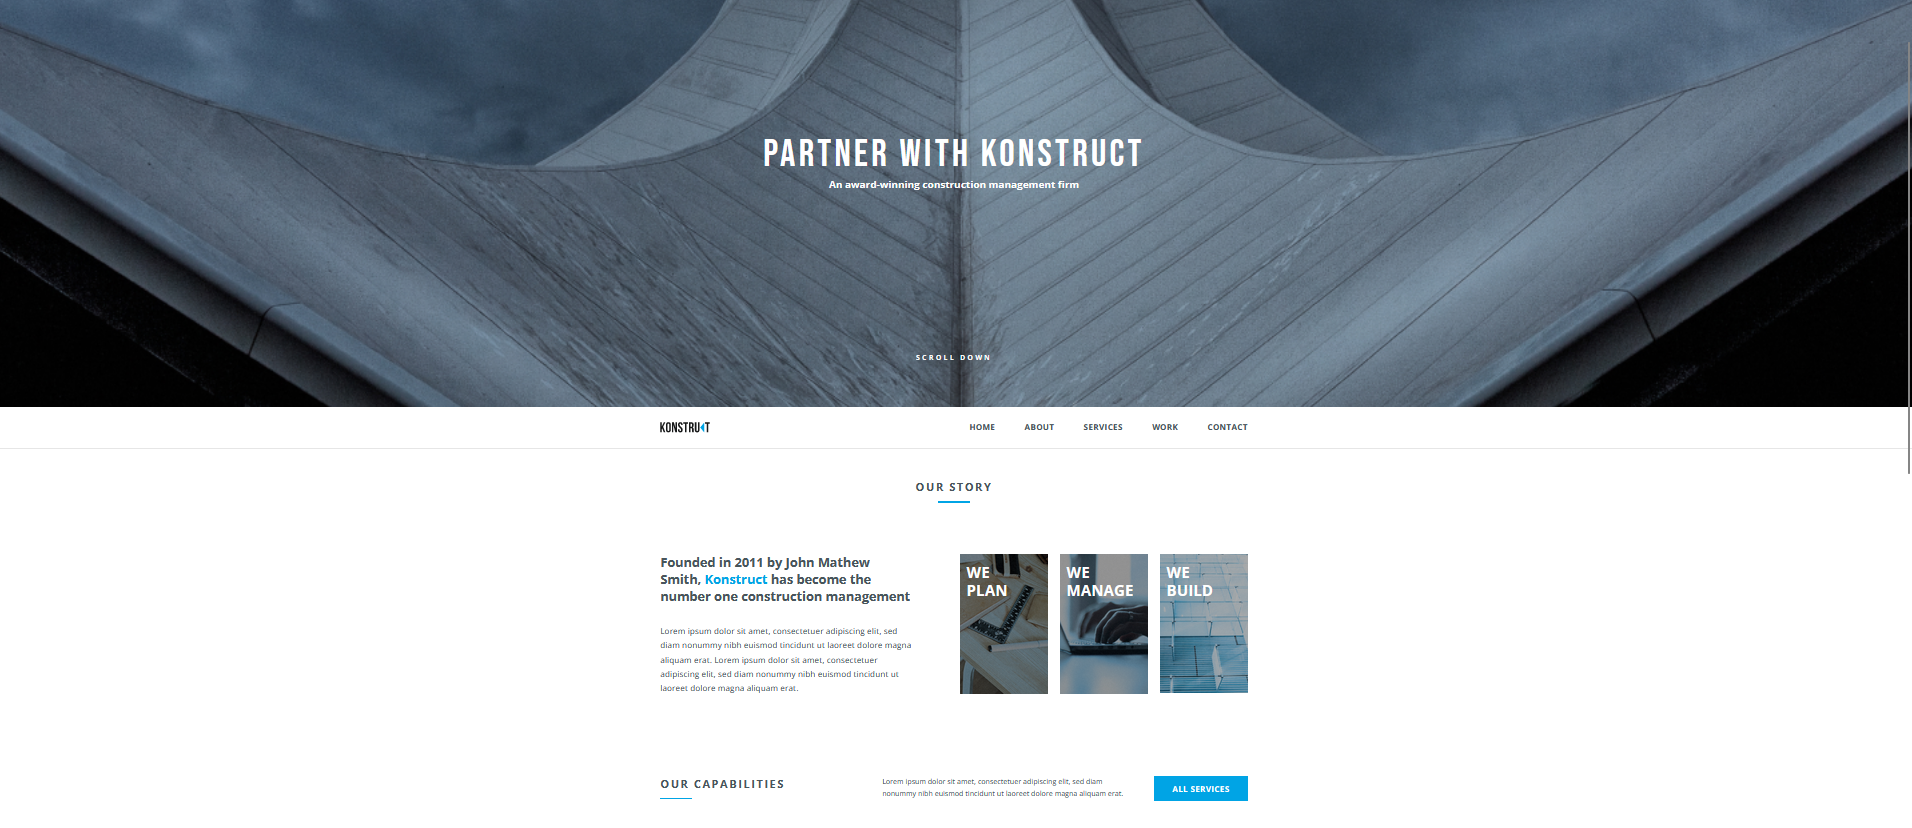 PARTNER WITH KONSTRUCT
An award-winning construction management firm
SCROLL DOWN
KONSTRUCT
HOME ABOUT SERVICES WORK CONTACT
OUR STORY
Founded in 2011 by John Mathew
Smith, Konstruct has become the
number one construction management
Lorem ipsum dolor sit amet, consectetuer adipiscing elit, sed
diam nonummy nibh euismod tincidunt ut laoreet dolore magna
aliquam erat. Lorem ipsum dolor sit amet, consectetuer
adipiscing elit, sed diam nonummy nibh euismod tincidunt ut
laoreet dolore magna aliquam erat.
WE
PLAN
WE
MANAGE
WE
BUILD
OUR CAPABILITIES
Lorem ipsum dolor sit amet, consectetuer adipiscing elit, sed diam
nonummy nibh euismod tincidunt ut laoreet dolore magna aliquam erat.
ALL SERVICES